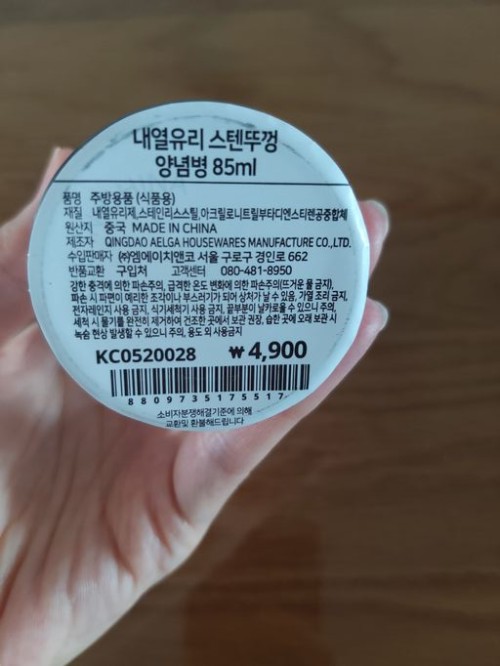 내열유리 스텐뚜껑
양념병 85ml
품명 주방용품 (식품용)
재질 내열유리제,스테인리스스틸,아크릴로니트릴부타디엔스티렌공중합체
원산지 중국 MADE IN CHINA
제조자 QINGDAO AELGA HOUSEWARES MANUFACTURE CO.,LTD.
수입판매자 ㈜엠에이치앤코 서울 구로구 경인로 662
반품교환 구입처 고객센터 080-481-8950
강한 충격에 의한 파손주의, 급격한 온도 변화에 의한 파손주의(뜨거운 물 금지),
파손 시 파면이 예리한 조각이나 부스러기가 되어 상처가 날 수 있음, 가열 조리 금지,
전자레인지 사용 금지, 식기세척기 사용 금지, 끝부분이 날카로울 수 있으니 주의,
세척 시 물기를 완전히 제거하여 건조한 곳에서 보관 권장, 습한 곳에 오래 보관 시
녹슴 현상 발생할 수 있으니 주의, 용도 외 사용금지
KC0520028 ₩4,900
8 809735 17551 7
소비자분쟁해결기준에 의해
교환및 환불해드립니다